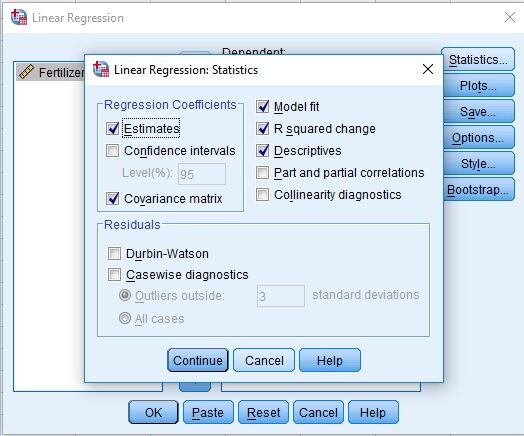 Linear Regression
Dependent:
Fertilizer
Statistics...
Plots...
Save...
Options...
Style...
Bootstrap...
Linear Regression: Statistics
Regression Coefficients
Estimates
Confidence intervals
Level(%): 95
Covariance matrix
Model fit
R squared change
Descriptives
Part and partial correlations
Collinearity diagnostics
Residuals
Durbin-Watson
Casewise diagnostics
Outliers outside: 3 standard deviations
All cases
Continue Cancel Help
OK Paste Reset Cancel Help